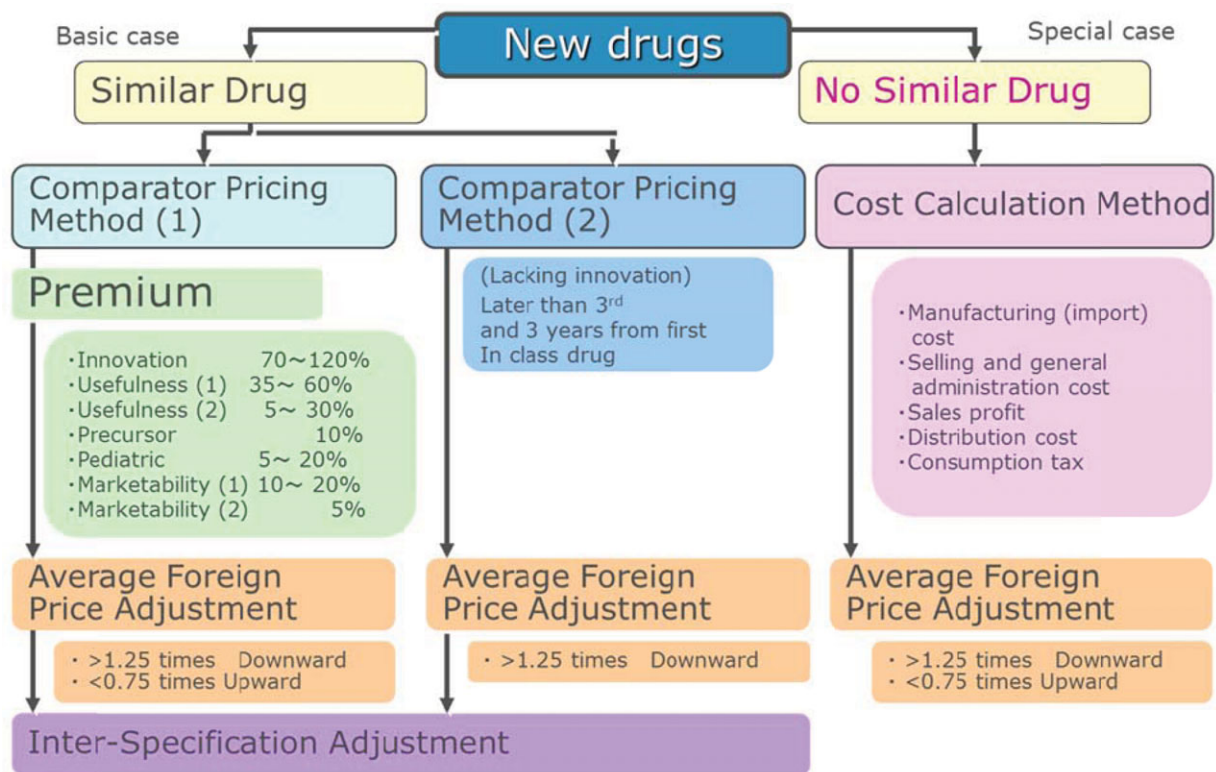 Basic case
New drugs
Special case
Similar Drug
No Similar Drug
Comparator Pricing
Method (1)
Premium
・Innovation 70~120%
・Usefulness (1) 35~ 60%
・Usefulness (2) 5~ 30%
・Precursor 10%
・Pediatric 5~ 20%
・Marketability (1) 10~ 20%
・Marketability (2) 5%
Average Foreign
Price Adjustment
・>1.25 times Downward
・<0.75 times Upward
Comparator Pricing
Method (2)
(Lacking innovation)
Later than 3rd
and 3 years from first
In class drug
Average Foreign
Price Adjustment
・>1.25 times Downward
Cost Calculation Method
・Manufacturing (import)
cost
・Selling and general
administration cost
・Sales profit
・Distribution cost
・Consumption tax
Average Foreign
Price Adjustment
・>1.25 times Downward
・<0.75 times Upward
Inter-Specification Adjustment